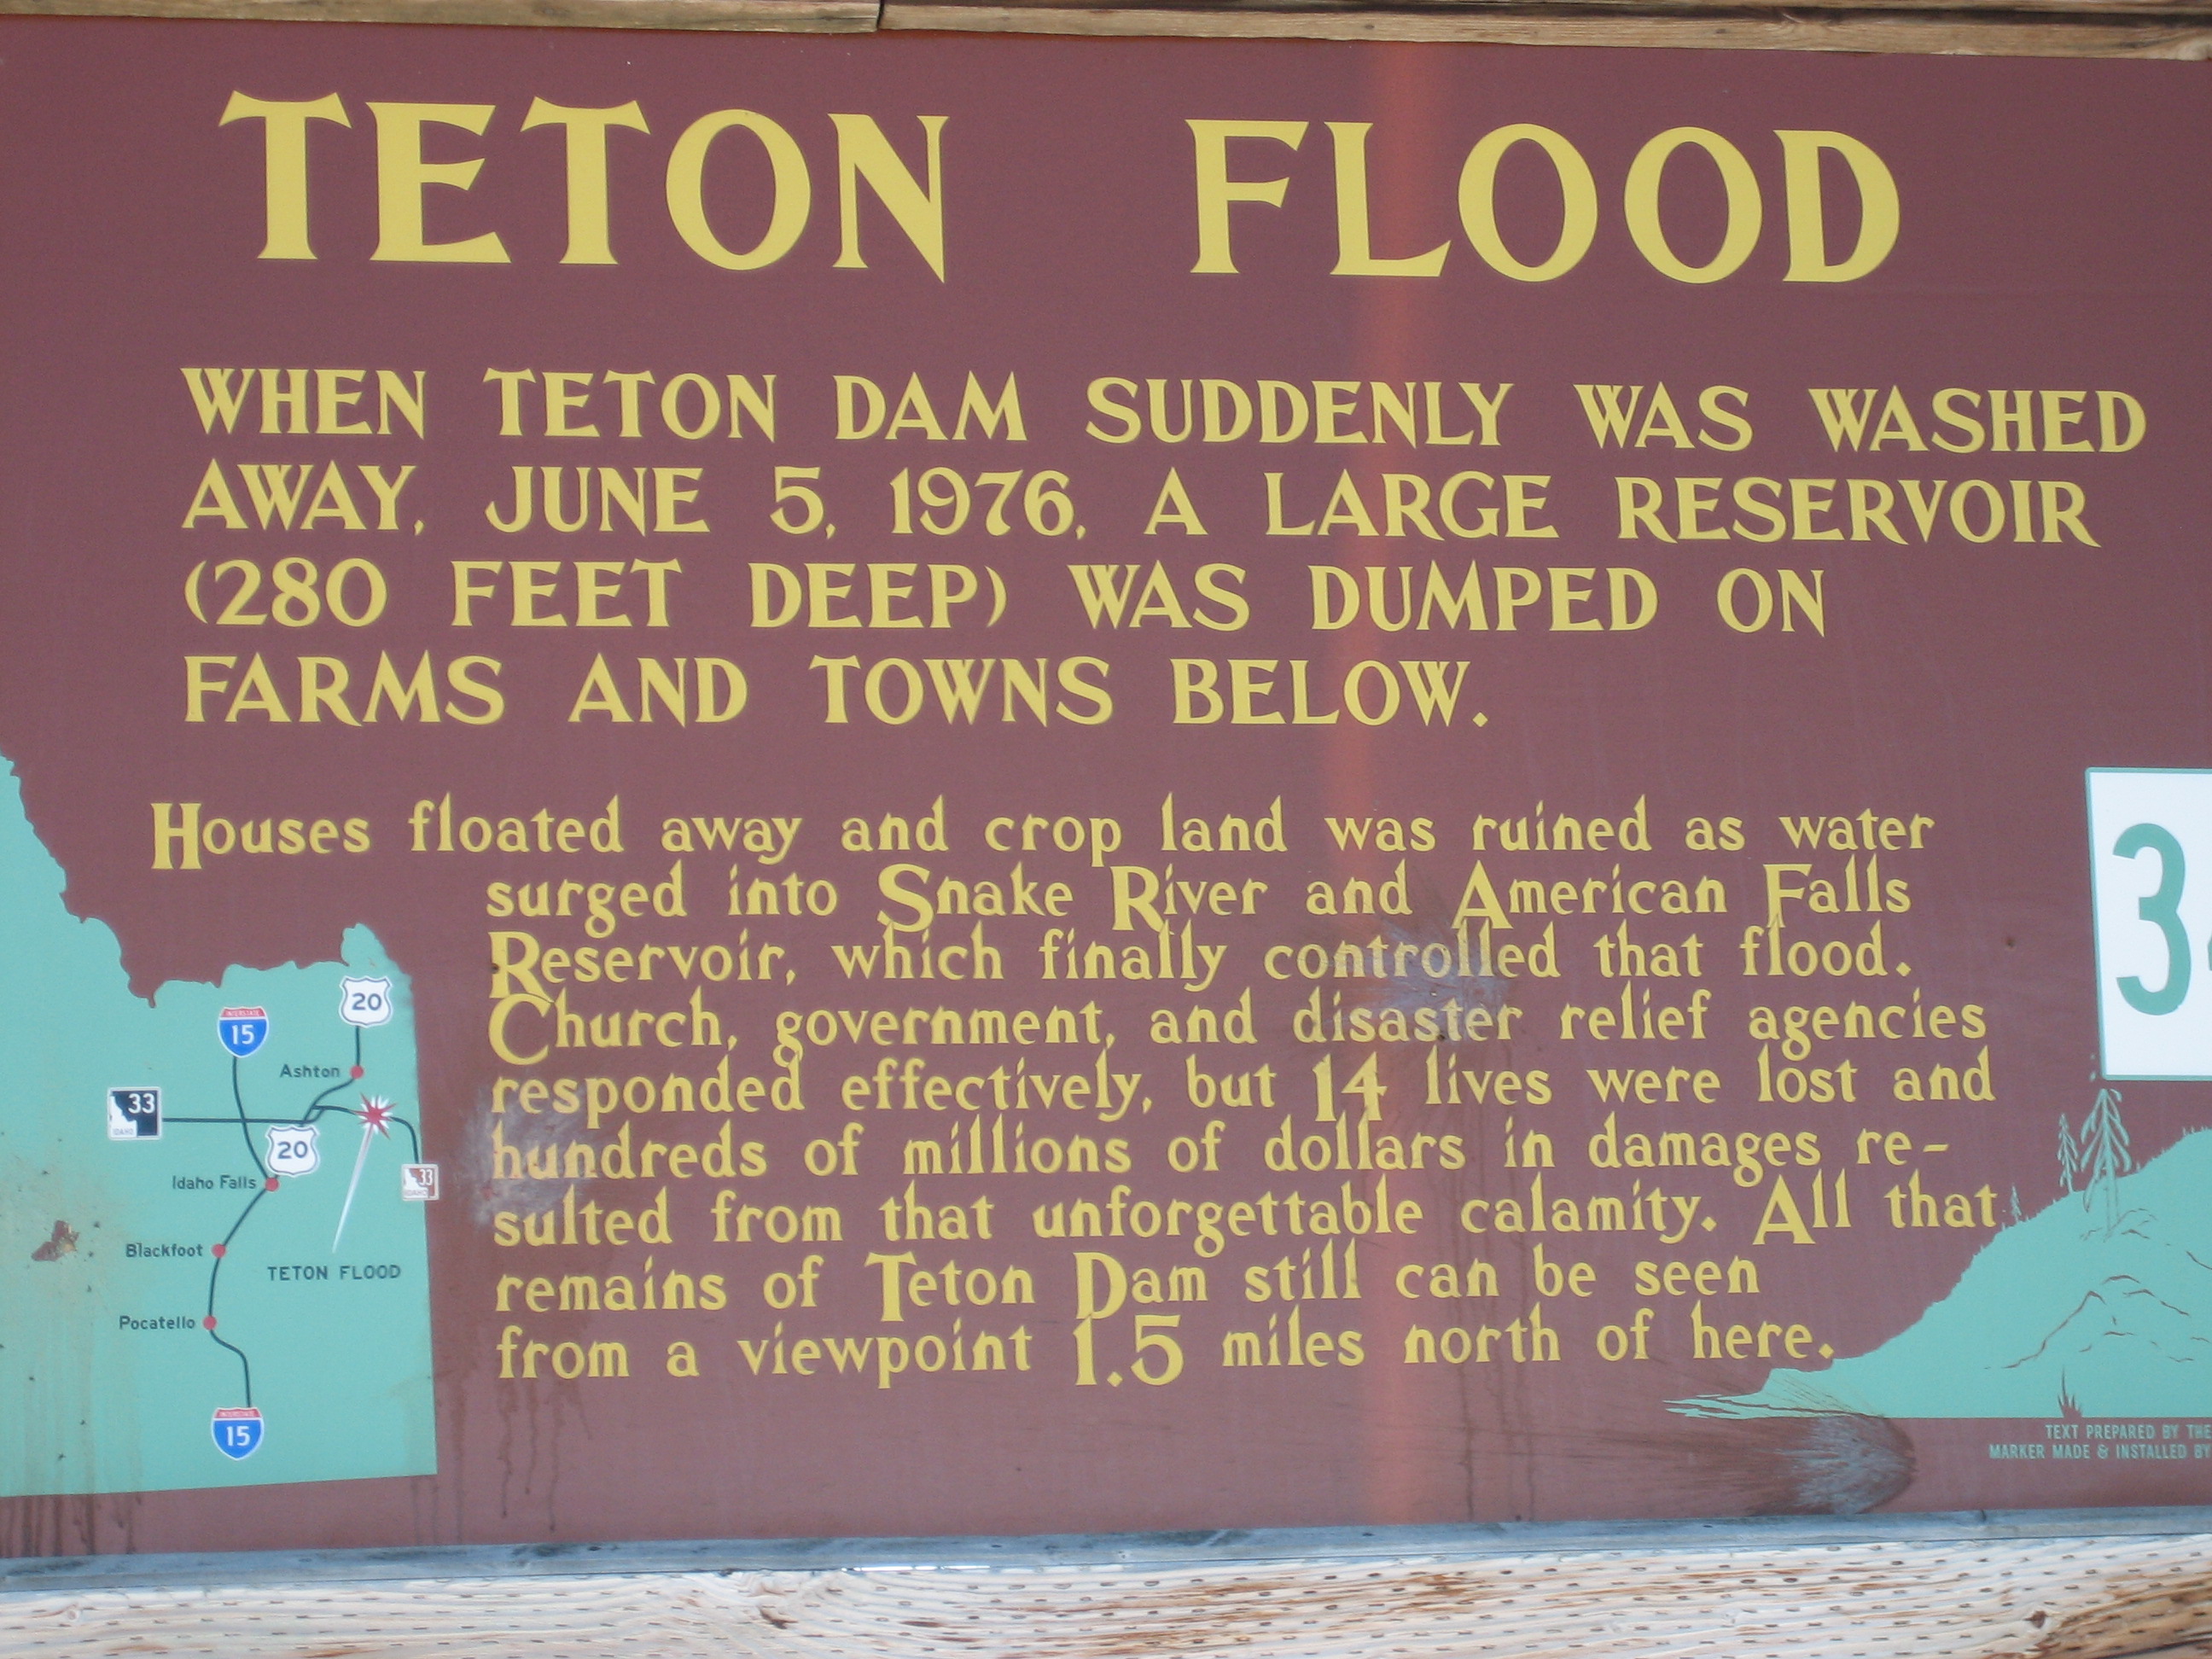 TETON FLOOD
WHEN TETON DAM SUDDENLY WAS WASHED
AWAY, JUNE 5, 1976, A LARGE RESERVOIR
(280 FEET DEEP) WAS DUMPED ON
FARMS AND TOWNS BELOW.
Houses floated away and crop land was ruined as water
surged into Snake River and American Falls
Reservoir, which finally controlled that flood.
Church, government, and disaster relief agencies
responded effectively, but 14 lives were lost and
hundreds of millions of dollars in damages re-
sulted from that unforgettable calamity. All that
remains of Teton Dam still can be seen
from a viewpoint 1.5 miles north of here.
3
20
INTERSTATE
15
Ashton
33
IDAHO
20
33
IDAHO
Idaho Falls
Blackfoot
TETON FLOOD
Pocatello
INTERSTATE
15
TEXT PREPARED BY THE
MARKER MADE & INSTALLED BY